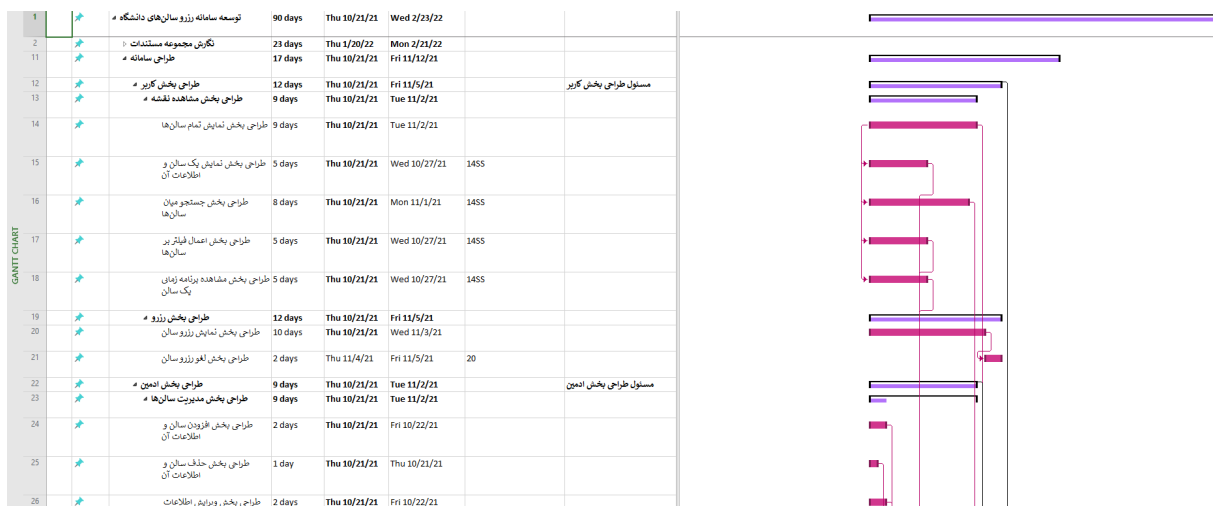 GANTT CHART
1 توسعه سامانه رزرو سالن‌های دانشگاه 90 days Thu 10/21/21 Wed 2/23/22
2 نگارش مجموعه مستندات 23 days Thu 1/20/22 Mon 2/21/22
11 طراحی سامانه 17 days Thu 10/21/21 Fri 11/12/21
12 طراحی بخش کاربر 12 days Thu 10/21/21 Fri 11/5/21 مسئول طراحی بخش کاربر
13 طراحی بخش مشاهده نقشه 9 days Thu 10/21/21 Tue 11/2/21
14 طراحی بخش نمایش تمام سالن‌ها 9 days Thu 10/21/21 Tue 11/2/21
15 طراحی بخش نمایش یک سالن و 5 days Thu 10/21/21 Wed 10/27/21 14SS
اطلاعات آن
16 طراحی بخش جستجو میان 8 days Thu 10/21/21 Mon 11/1/21 14SS
سالن‌ها
17 طراحی بخش اعمال فیلتر بر 5 days Thu 10/21/21 Wed 10/27/21 14SS
سالن‌ها
18 طراحی بخش مشاهده برنامه زمانی 5 days Thu 10/21/21 Wed 10/27/21 14SS
یک سالن
19 طراحی بخش رزرو 12 days Thu 10/21/21 Fri 11/5/21
20 طراحی بخش نمایش رزرو سالن 10 days Thu 10/21/21 Wed 11/3/21
21 طراحی بخش لغو رزرو سالن 2 days Thu 11/4/21 Fri 11/5/21 20
22 طراحی بخش ادمین 9 days Thu 10/21/21 Tue 11/2/21 مسئول طراحی بخش ادمین
23 طراحی بخش مدیریت سالن‌ها 9 days Thu 10/21/21 Tue 11/2/21
24 طراحی بخش افزودن سالن و 2 days Thu 10/21/21 Fri 10/22/21
اطلاعات آن
25 طراحی بخش حذف سالن و 1 day Thu 10/21/21 Thu 10/21/21
اطلاعات آن
26 طراحی بخش ویرایش اطلاعات 2 days Thu 10/21/21 Fri 10/22/21